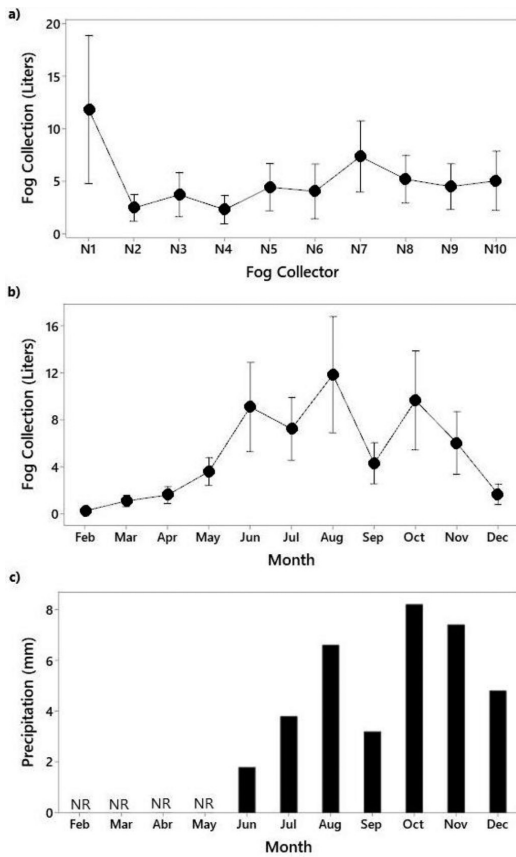 a)
20
15
10
5
0
Fog Collection (Liters)
N1 N2 N3 N4 N5 N6 N7 N8 N9 N10
Fog Collector
b)
16
12
8
4
0
Fog Collection (Liters)
Feb Mar Apr May Jun Jul Aug Sep Oct Nov Dec
Month
c)
8
6
4
2
0
Precipitation (mm)
NR NR NR NR
Feb Mar Abr May Jun Jul Aug Sep Oct Nov Dec
Month